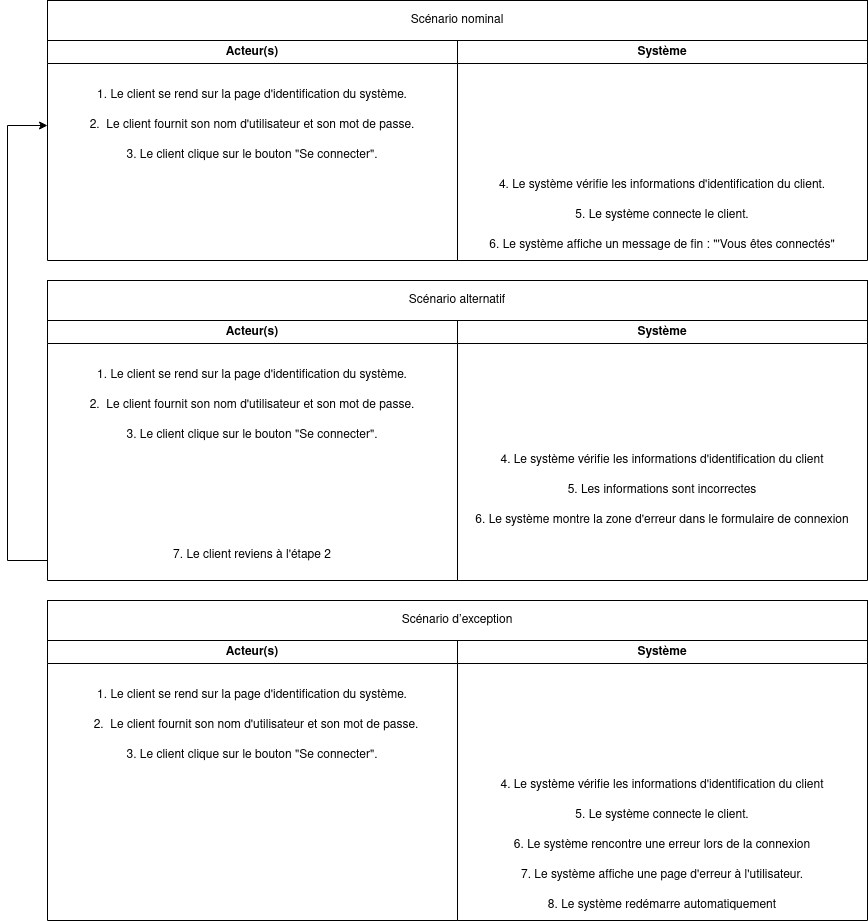 Scénario nominal
Acteur(s)
Système
1. Le client se rend sur la page d'identification du système.
2.  Le client fournit son nom d'utilisateur et son mot de passe.
3. Le client clique sur le bouton "Se connecter".
4. Le système vérifie les informations d'identification du client.
5. Le système connecte le client.
6. Le système affiche un message de fin : "'Vous êtes connectés"
Scénario alternatif
Acteur(s)
Système
1. Le client se rend sur la page d'identification du système.
2.  Le client fournit son nom d'utilisateur et son mot de passe.
3. Le client clique sur le bouton "Se connecter".
4. Le système vérifie les informations d'identification du client
5. Les informations sont incorrectes
6. Le système montre la zone d'erreur dans le formulaire de connexion
7. Le client reviens à l'étape 2
Scénario d'exception
Acteur(s)
Système
1. Le client se rend sur la page d'identification du système.
2.  Le client fournit son nom d'utilisateur et son mot de passe.
3. Le client clique sur le bouton "Se connecter".
4. Le système vérifie les informations d'identification du client
5. Le système connecte le client.
6. Le système rencontre une erreur lors de la connexion
7. Le système affiche une page d'erreur à l'utilisateur.
8. Le système redémarre automatiquement